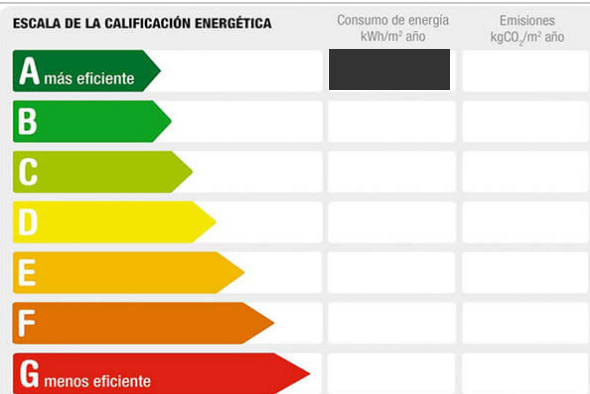 ESCALA DE LA CALIFICACIÓN ENERGÉTICA
Consumo de energía
kWh/m² año
Emisiones
kgCO₂/m² año
A más eficiente
B
C
D
E
F
G menos eficiente